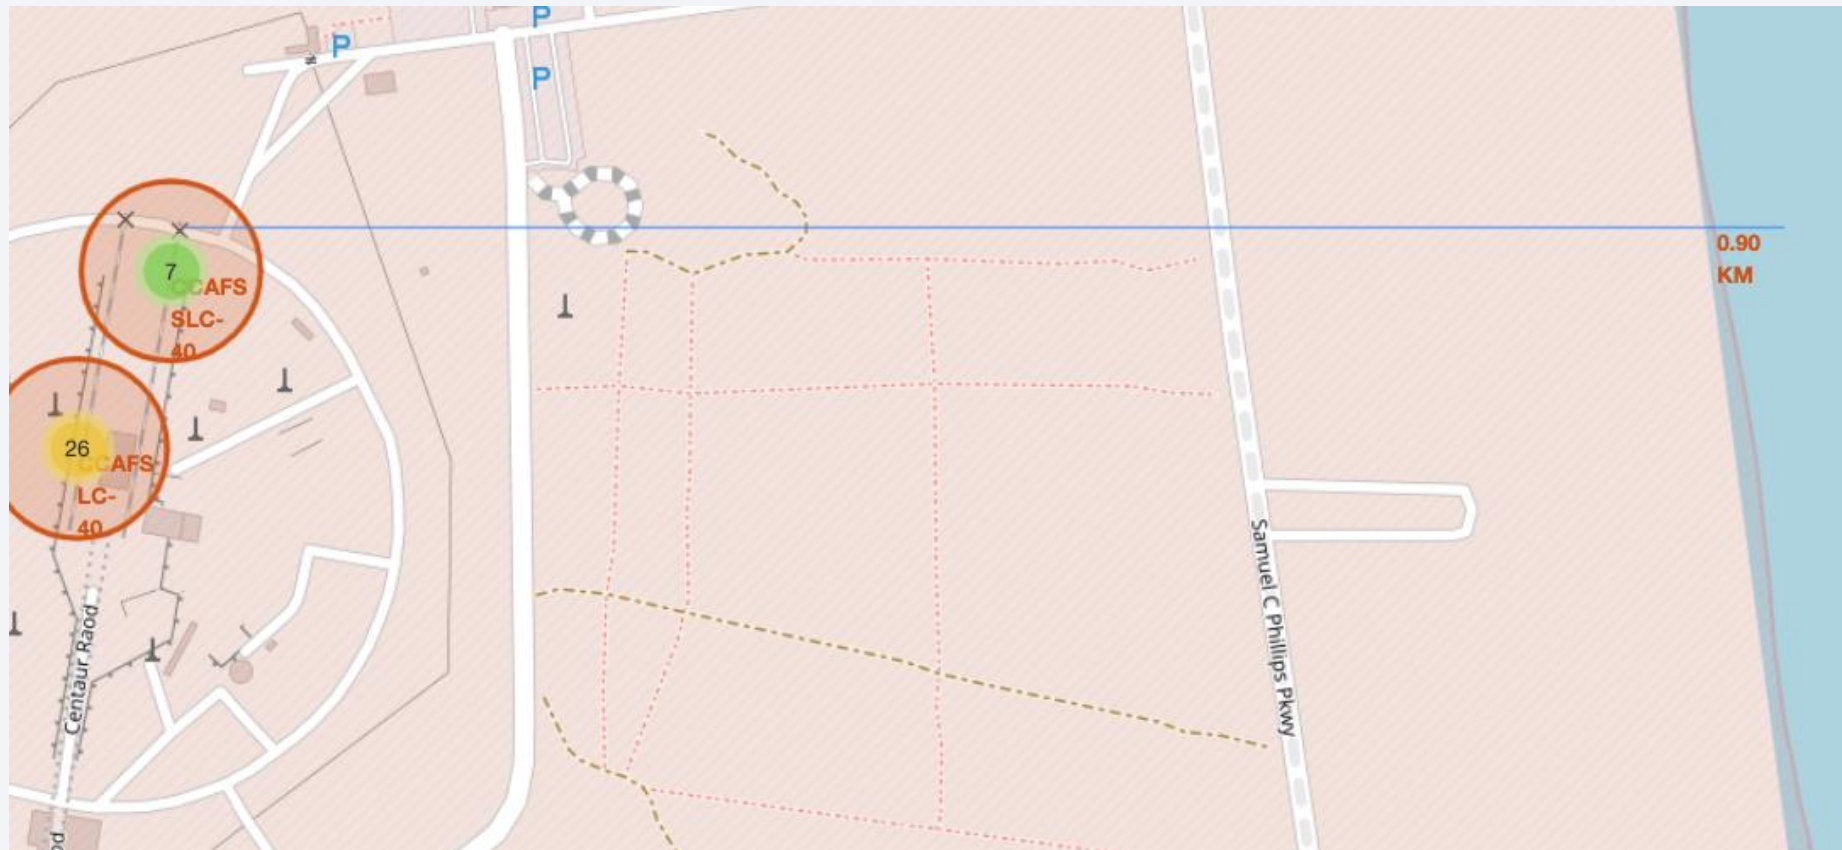 P
P
P
0.90
KM
7
CCAFS
SLC-
40
26
CCAFS
LC-
40
Samuel C Phillips Pkwy
Centaur Raod